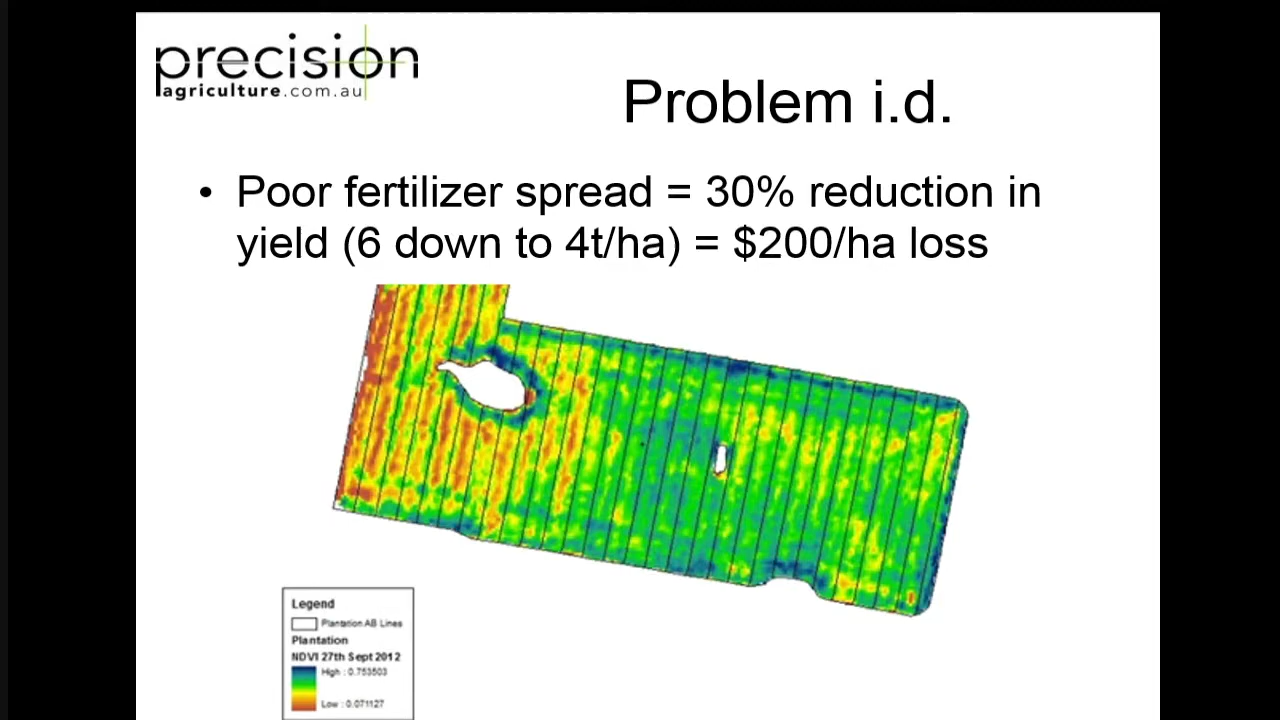 precision
agriculture.com.au
Problem i.d.
• Poor fertilizer spread = 30% reduction in
yield (6 down to 4t/ha) = $200/ha loss
Legend
Plantation AB Lines
Plantation
NDVI 27th Sept 2012
High : 0.753503
Low : 0.071127